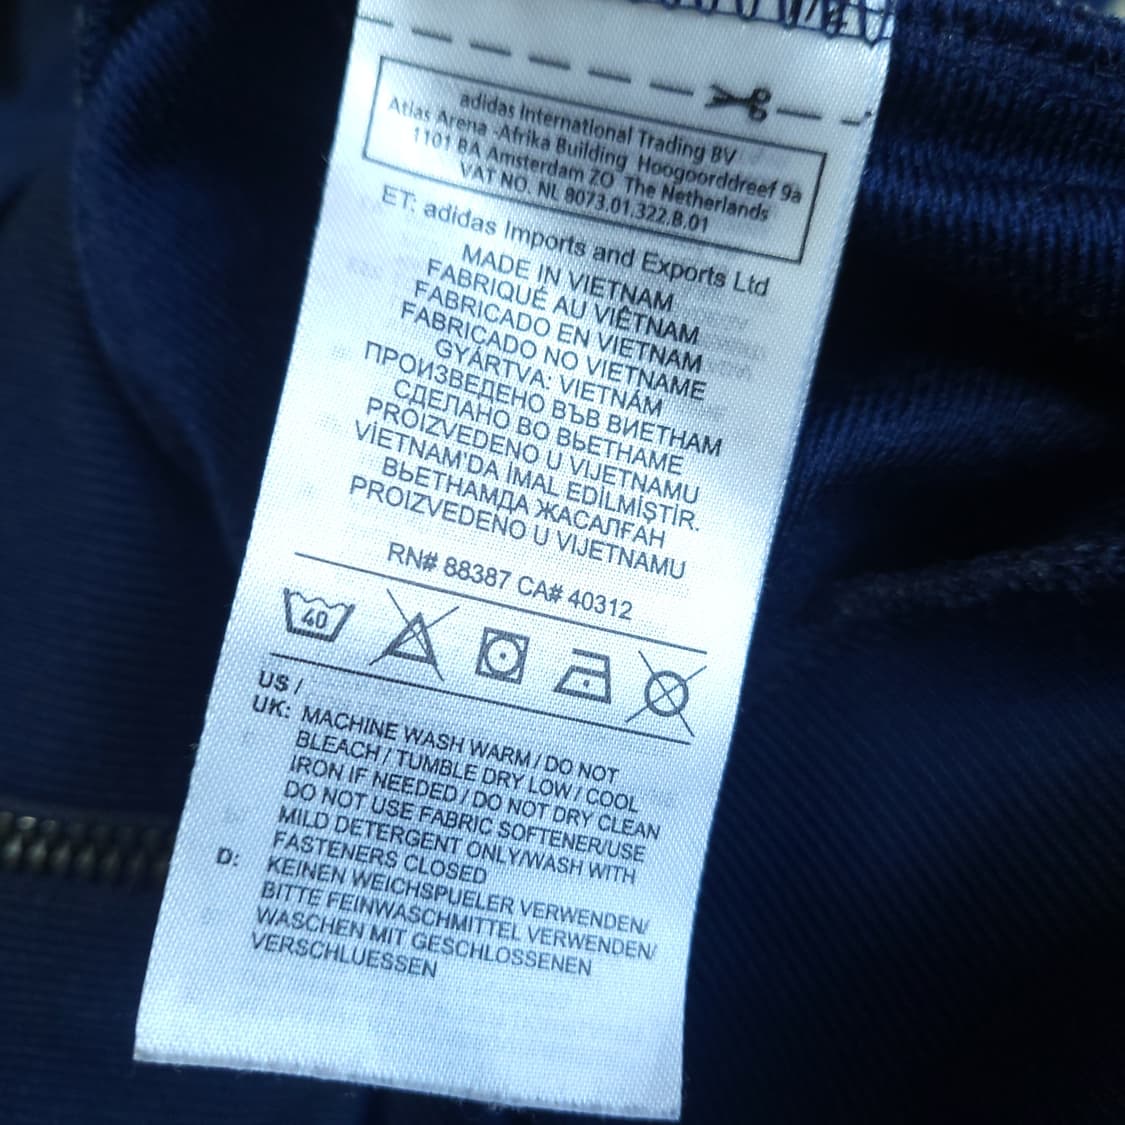 adidas International Trading BV
Atlas Arena -Afrika Building Hoogoorddreef 9a
1101 BA Amsterdam ZO The Netherlands
VAT NO. NL 8073.01.322.B.01
ET: adidas Imports and Exports Ltd
MADE IN VIETNAM
FABRIQUÉ AU VIÊTNAM
FABRICADO EN VIETNAM
FABRICADO NO VIETNAME
GYÁRTVA: VIETNÁM
ПРОИЗВЕДЕНО ВЪВ ВИЕТНАМ
СДЕЛАНО ВО ВЬЕТНАМЕ
PROIZVEDENO U VIJETNAMU
VİETNAM'DA İMAL EDİLMİŞTİR.
ВЬЕТНАМДА ЖАСАЛҒАН
PROIZVEDENO U VIJETNAMU
RN# 88387 CA# 40312
40
US /
UK: MACHINE WASH WARM / DO NOT
BLEACH / TUMBLE DRY LOW / COOL
IRON IF NEEDED / DO NOT DRY CLEAN
DO NOT USE FABRIC SOFTENER/USE
MILD DETERGENT ONLY/WASH WITH
FASTENERS CLOSED
D: KEINEN WEICHSPUELER VERWENDEN/
BITTE FEINWASCHMITTEL VERWENDEN/
WASCHEN MIT GESCHLOSSENEN
VERSCHLUESSEN